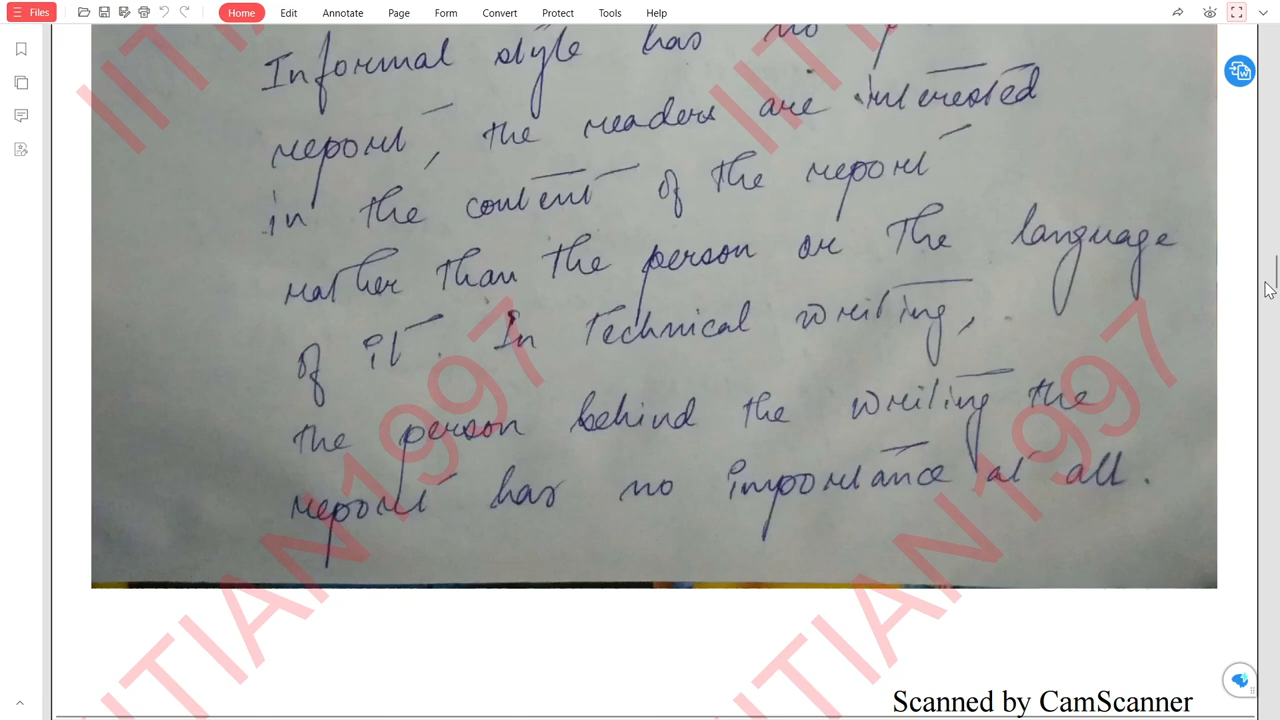 Files
Home Edit Annotate Page Form Convert Protect Tools Help
Informal style has no
report, the readers are interested
in the content of the report
rather than the person or the language
of it. In technical writing,
the person behind the writing the
report has no importance at all.
IITIAN1997
IITIAN1997
Scanned by CamScanner